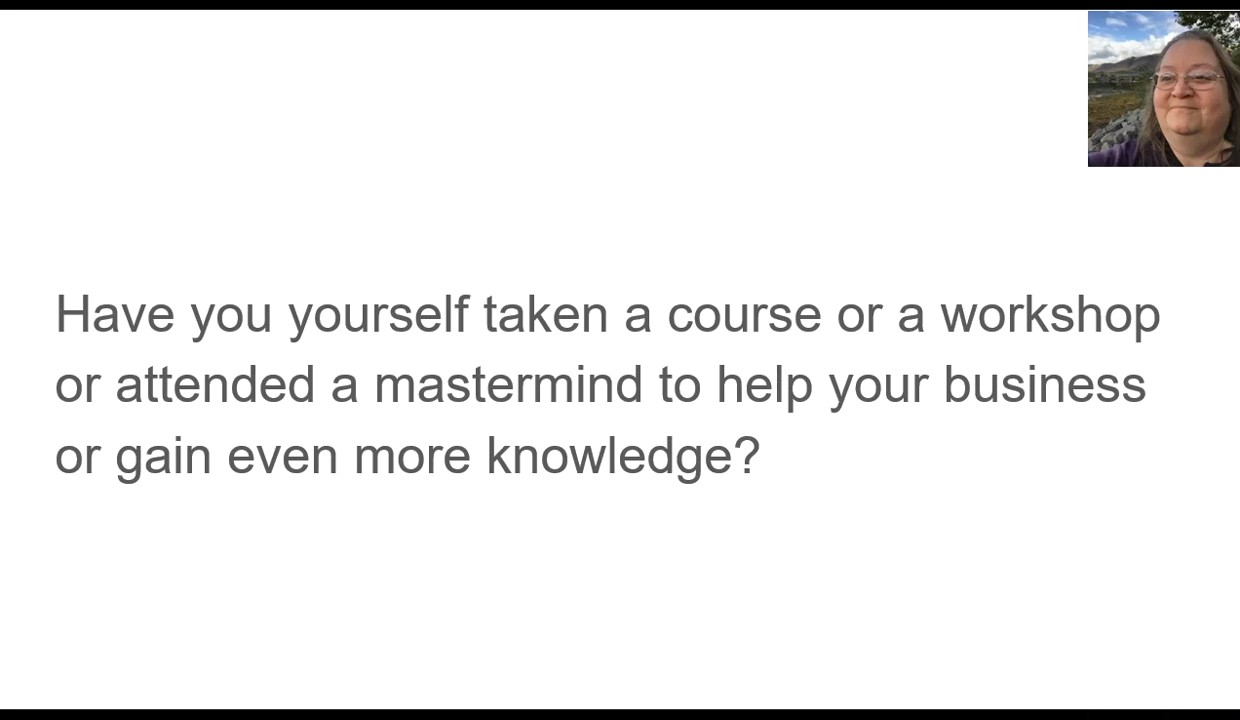 Have you yourself taken a course or a workshop
or attended a mastermind to help your business
or gain even more knowledge?